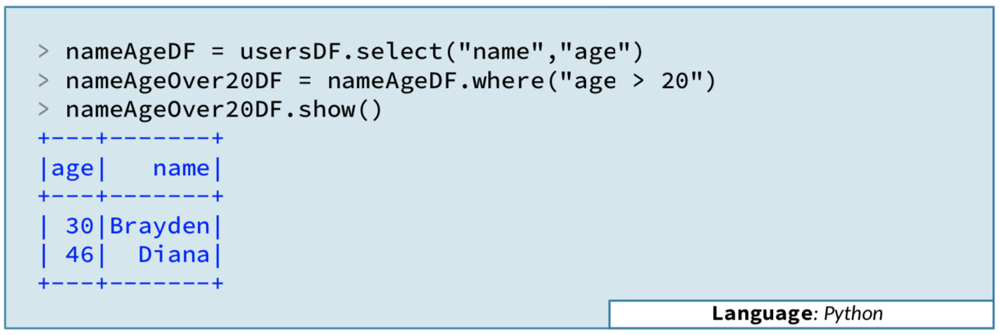 > nameAgeDF = usersDF.select("name","age")
> nameAgeOver20DF = nameAgeDF.where("age > 20")
> nameAgeOver20DF.show()
+---+-------+
|age|   name|
+---+-------+
| 30|Brayden|
| 46|  Diana|
+---+-------+
Language: Python